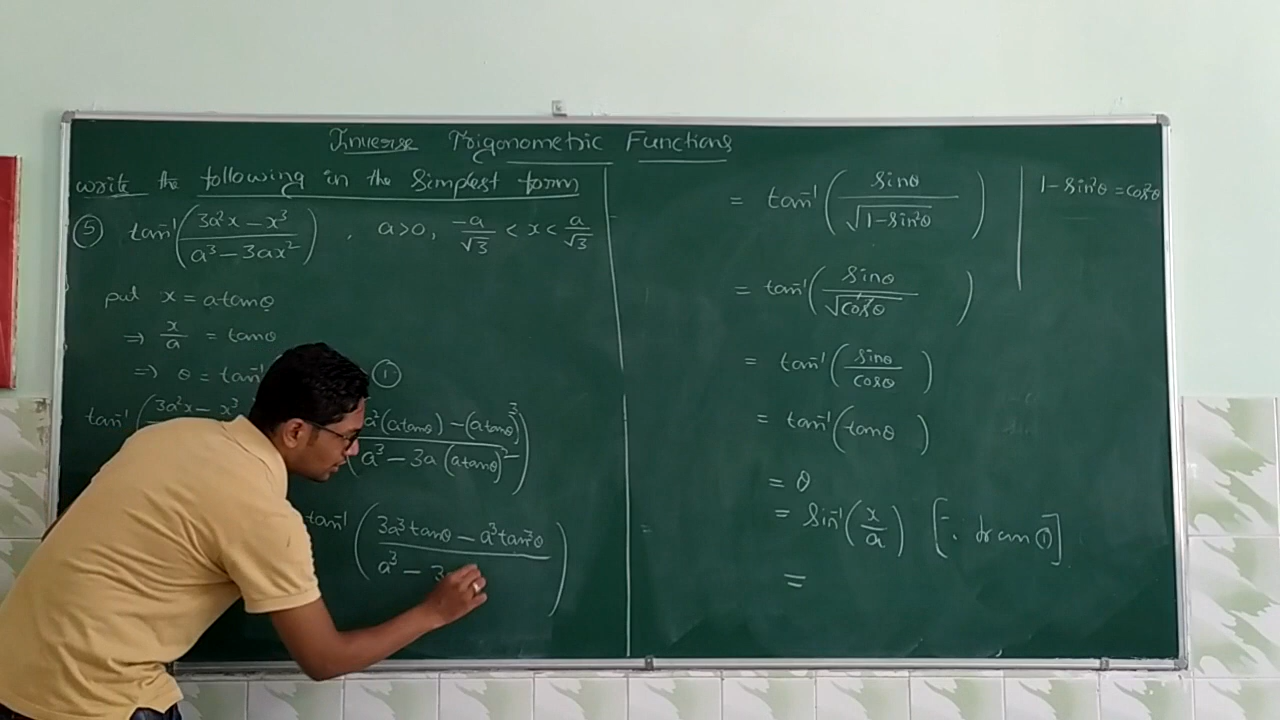 Inverse Trigonometric Functions
write the following in the Simplest form
⑤ tan⁻¹((3a²x − x³)/(a³ − 3ax²)) , a>0, −a/√3 < x < a/√3
put x = a tanθ
⇒ x/a = tanθ
⇒ θ = tan⁻¹ ①
tan⁻¹(3a²x − x³ a²(a tanθ) − (a tanθ)³)/(a³ − 3a(a tanθ)²)
tan⁻¹((3a³ tanθ − a³ tan³θ)/(a³ − 3
= tan⁻¹(sinθ/√(1−sin²θ))
1−sin²θ = cos²θ
= tan⁻¹(sinθ/√cos²θ)
= tan⁻¹(sinθ/cosθ)
= tan⁻¹(tanθ)
= θ
= sin⁻¹(x/a) [∵ from ①]
=